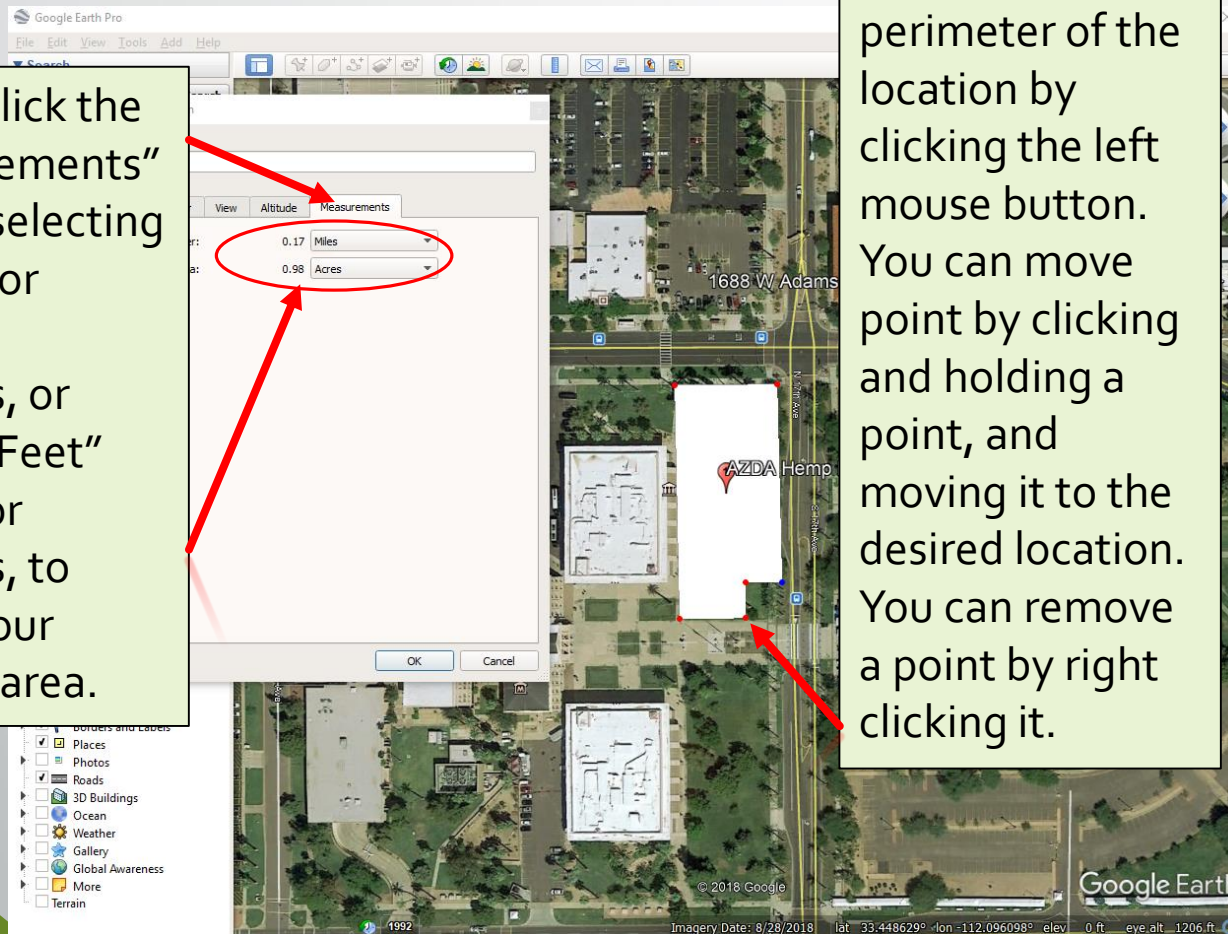 Google Earth Pro
File Edit View Tools Add Help
▼ Search
lick the
ements”
selecting
or
s, or
Feet”
or
s, to
our
area.
View Altitude Measurements
er: 0.17 Miles
a: 0.98 Acres
OK Cancel
perimeter of the
location by
clicking the left
mouse button.
You can move
point by clicking
and holding a
point, and
moving it to the
desired location.
You can remove
a point by right
clicking it.
1688 W Adams
N 17th Ave
AZDA Hemp
S 17th Ave
Borders and Labels
Places
Photos
Roads
3D Buildings
Ocean
Weather
Gallery
Global Awareness
More
Terrain
© 2018 Google
Google Earth
1992
Imagery Date: 8/28/2018 lat 33.448629° lon -112.096098° elev 0 ft eye alt 1206 ft